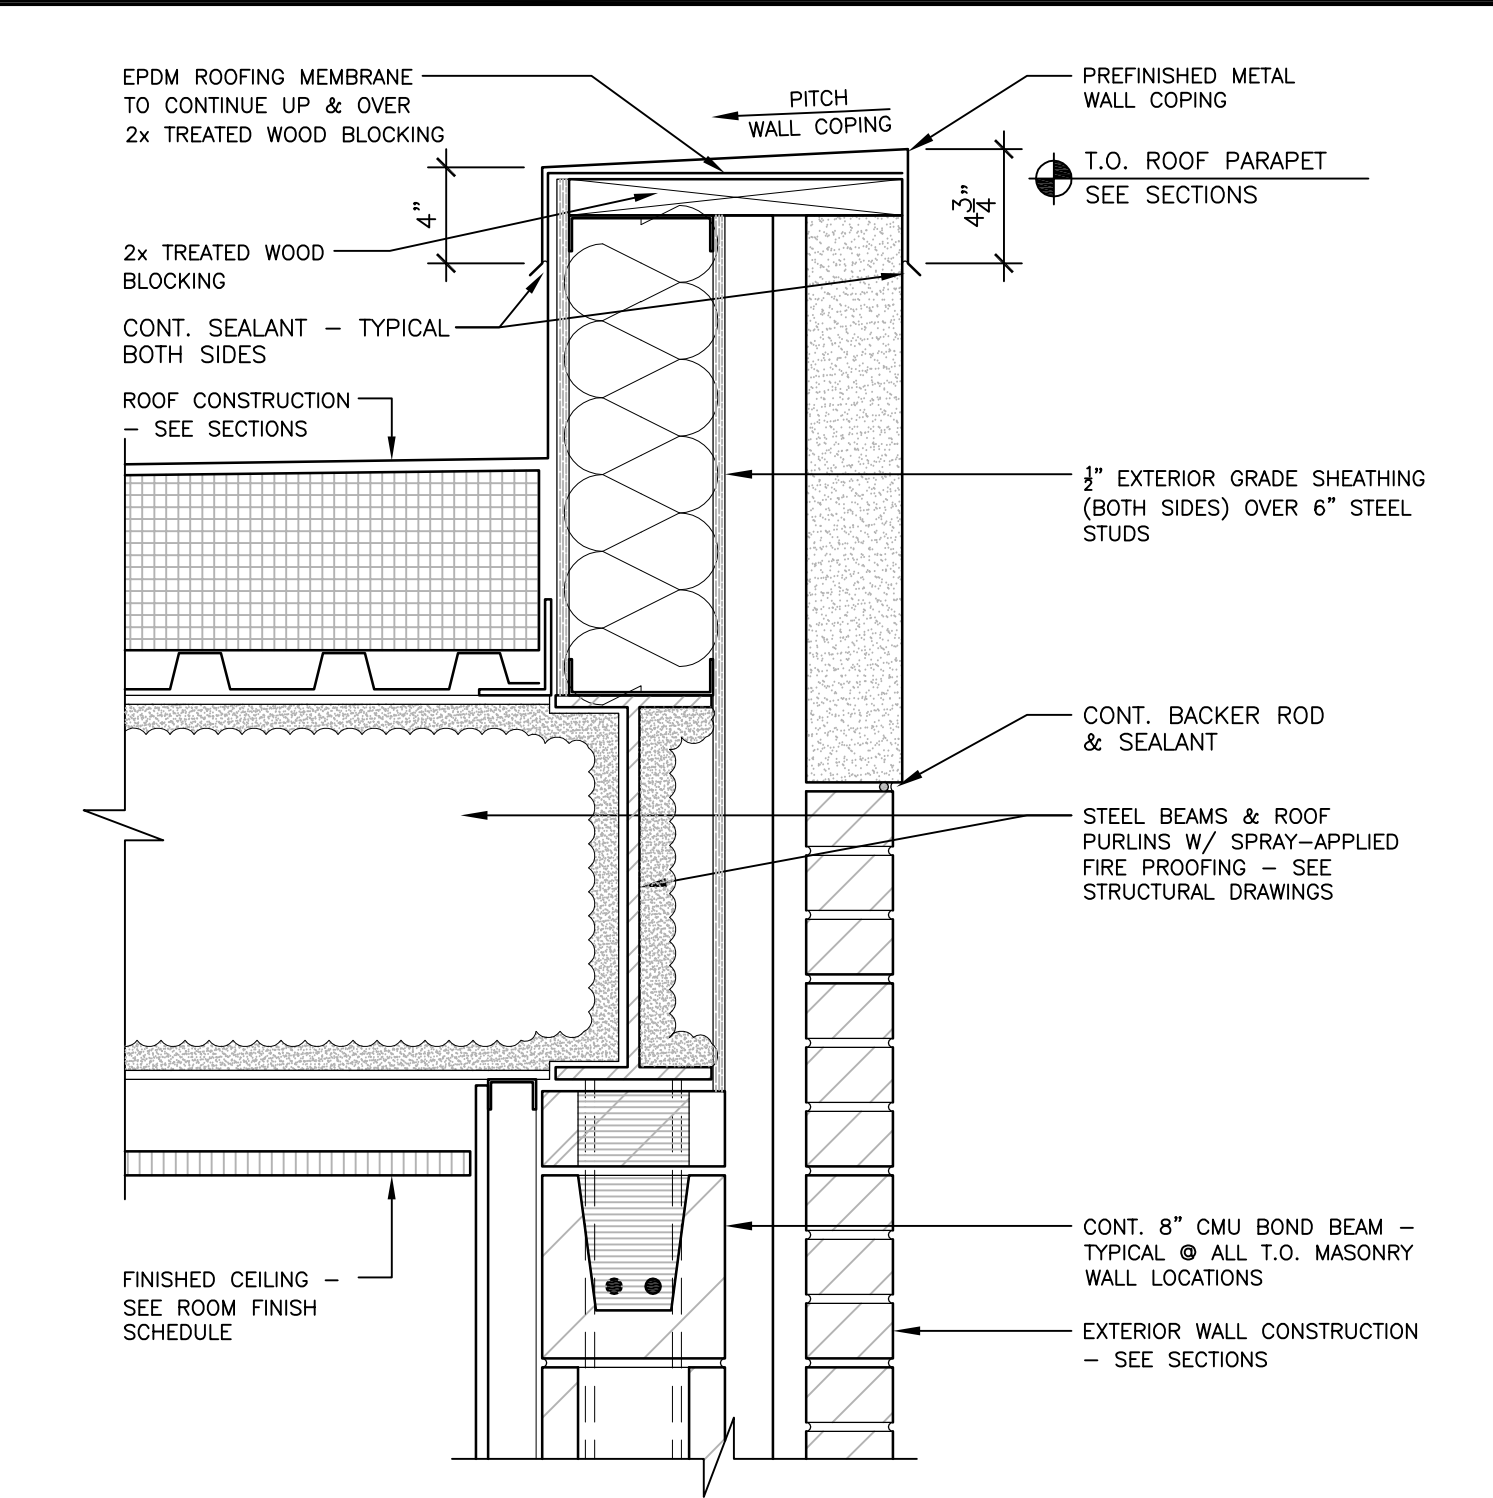 EPDM ROOFING MEMBRANE
TO CONTINUE UP & OVER
2x TREATED WOOD BLOCKING
PITCH
WALL COPING
PREFINISHED METAL
WALL COPING
T.O. ROOF PARAPET
SEE SECTIONS
4"
4 3/4"
2x TREATED WOOD
BLOCKING
CONT. SEALANT – TYPICAL
BOTH SIDES
ROOF CONSTRUCTION
– SEE SECTIONS
1/2" EXTERIOR GRADE SHEATHING
(BOTH SIDES) OVER 6" STEEL
STUDS
CONT. BACKER ROD
& SEALANT
STEEL BEAMS & ROOF
PURLINS W/ SPRAY–APPLIED
FIRE PROOFING – SEE
STRUCTURAL DRAWINGS
CONT. 8" CMU BOND BEAM –
TYPICAL @ ALL T.O. MASONRY
WALL LOCATIONS
FINISHED CEILING –
SEE ROOM FINISH
SCHEDULE
EXTERIOR WALL CONSTRUCTION
– SEE SECTIONS